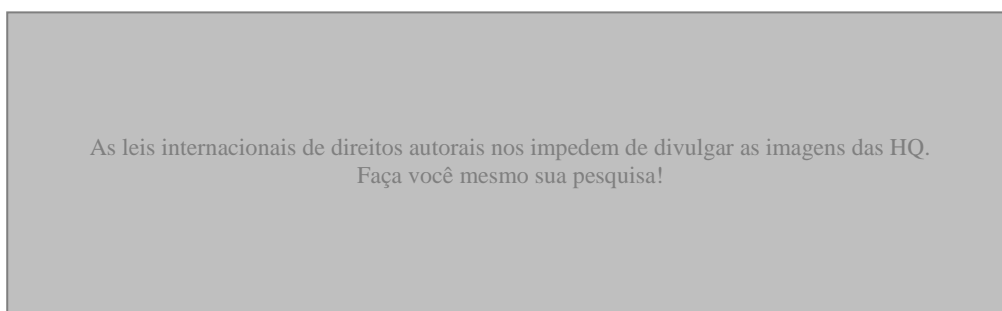 As leis internacionais de direitos autorais nos impedem de divulgar as imagens das HQ.
Faça você mesmo sua pesquisa!